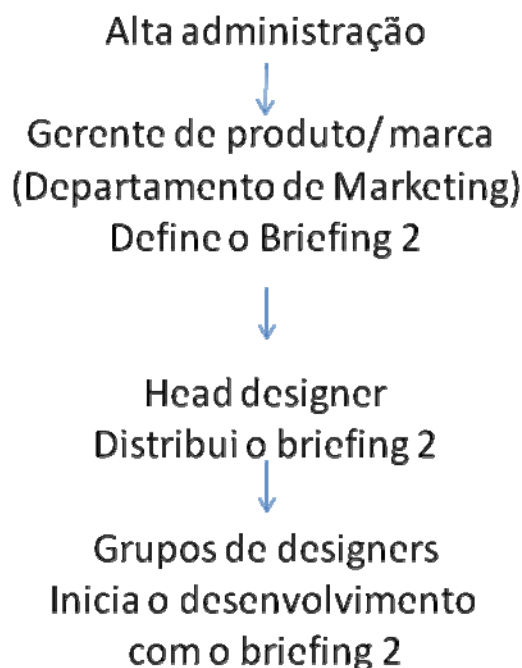 Alta administração
Gerente de produto/marca
(Departamento de Marketing)
Define o Briefing 2
Head designer
Distribui o briefing 2
Grupos de designers
Inicia o desenvolvimento
com o briefing 2